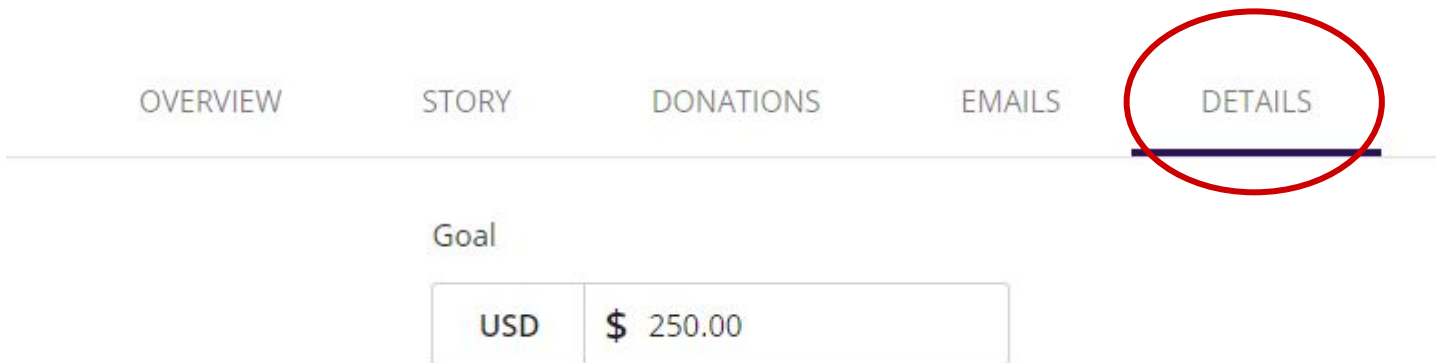 OVERVIEW STORY DONATIONS EMAILS DETAILS
Goal
USD $ 250.00